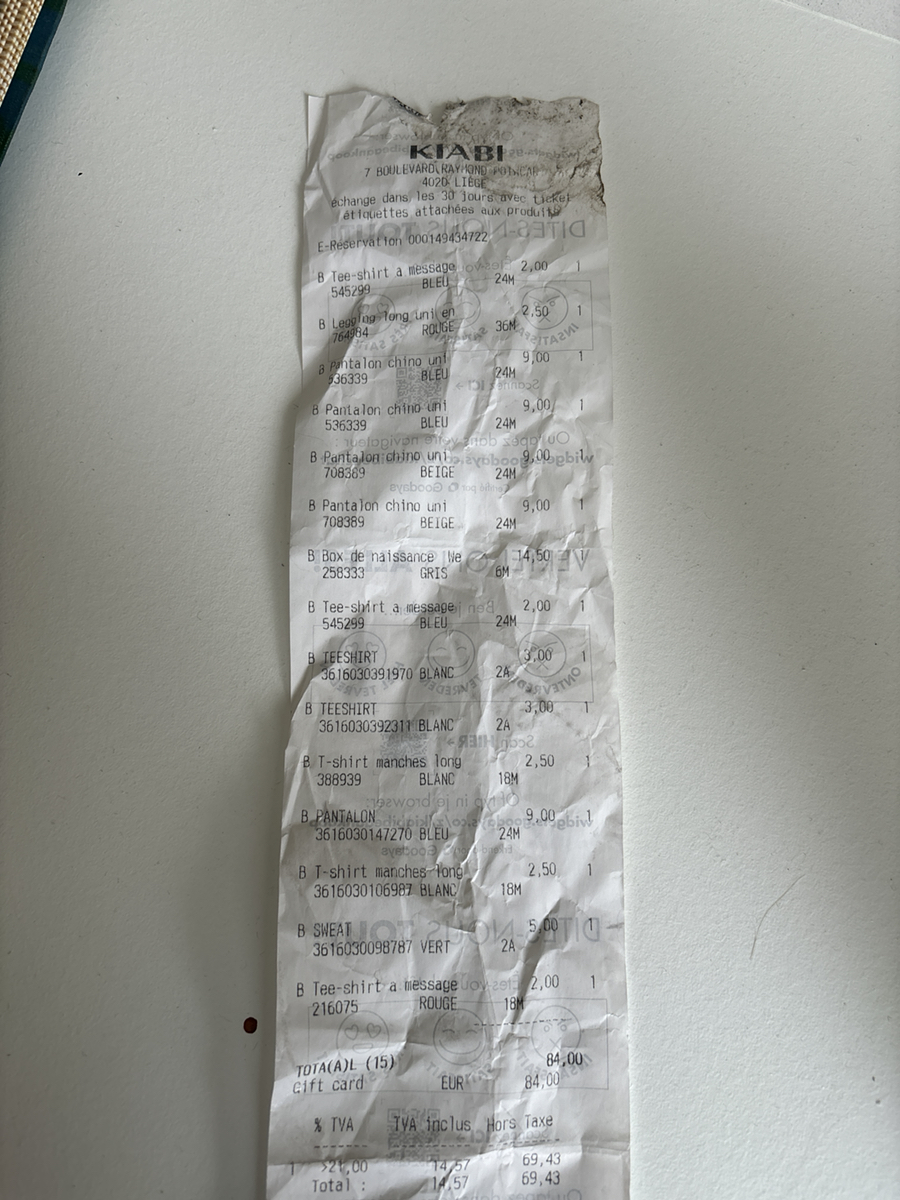 KIABI
7 BOULEVARD RAYMOND
4020 LIEGE
échange dans les 30 jours avec ticket
étiquettes attachées aux produits
E-Réservation 000149434722
B Tee-shirt a message 2,00 1
545299 BLEU 24M
B Legging long uni en 2,50 1
764984 ROUGE 36M
B Pantalon chino uni 9,00 1
536339 BLEU 24M
B Pantalon chino uni 9,00 1
536339 BLEU 24M
B Pantalon chino uni 9,00 1
708389 BEIGE 24M
B Pantalon chino uni 9,00 1
708389 BEIGE 24M
B Box de naissance We 14,50 1
258333 GRIS 6M
B Tee-shirt a message 2,00 1
545299 BLEU 24M
B TEESHIRT 3,00 1
3616030391970 BLANC 2A
B TEESHIRT 3,00 1
3616030392311 BLANC 2A
B T-shirt manches long 2,50 1
388939 BLANC 18M
B PANTALON 9,00 1
3616030147270 BLEU 24M
B T-shirt manches long 2,50 1
3616030106987 BLANC 18M
B SWEAT 5,00 1
3616030098787 VERT 2A
B Tee-shirt a message 2,00 1
216075 ROUGE 18M
TOTA(A)L (15) 84,00
Gift card EUR 84,00
% TVA TVA inclus Hors Taxe
1 >21,00 14,57 69,43
Total : 14,57 69,43